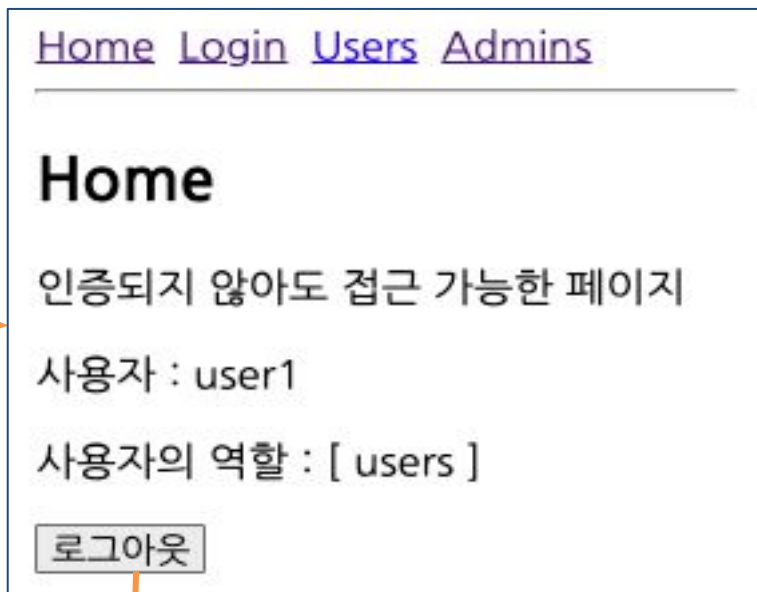 Home Login Users Admins
Home
인증되지 않아도 접근 가능한 페이지
사용자 : user1
사용자의 역할 : [ users ]
로그아웃